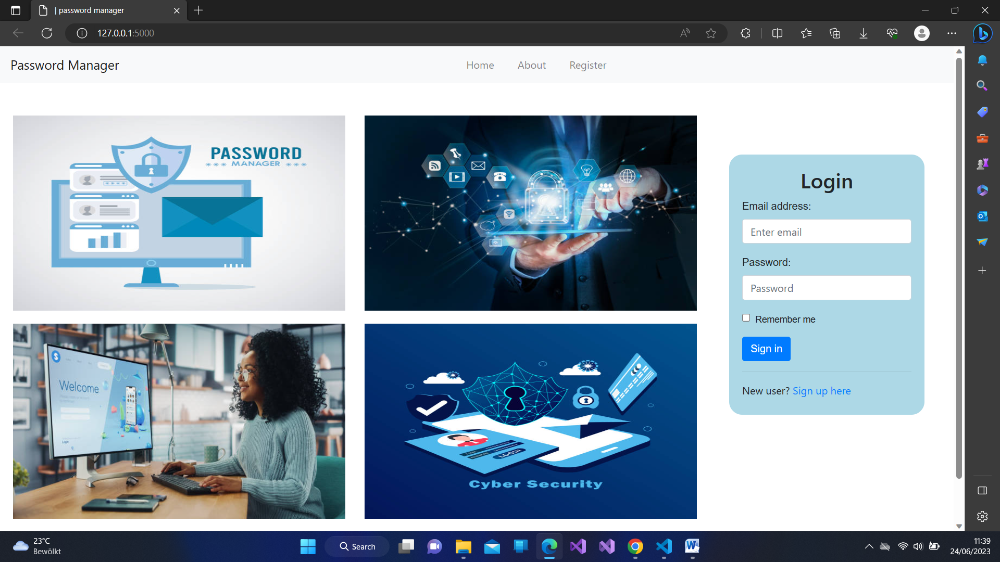 | password manager
127.0.0.1:5000
Password Manager
Home
About
Register
PASSWORD
*** MANAGER ***
Welcome
Login
Cyber Security
LOGIN
Login
Email address:
Enter email
Password:
Password
Remember me
Sign in
New user? Sign up here
23°C
Bewölkt
Search
11:39
24/06/2023